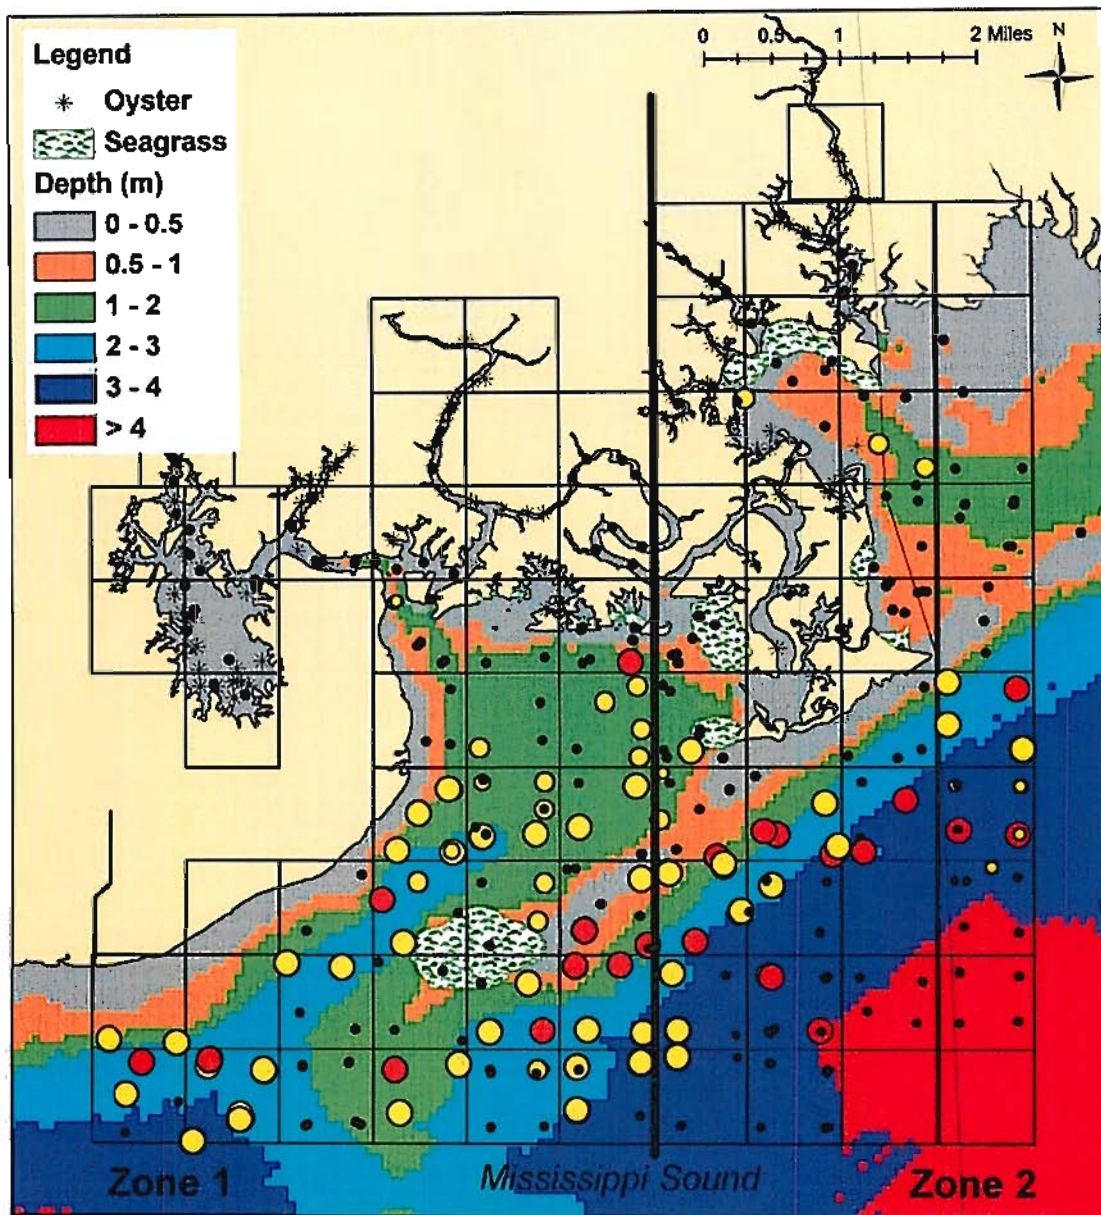 Legend
Oyster
Seagrass
Depth (m)
0 - 0.5
0.5 - 1
1 - 2
2 - 3
3 - 4
> 4
0 0.5 1 2 Miles
N
Zone 1
Mississippi Sound
Zone 2